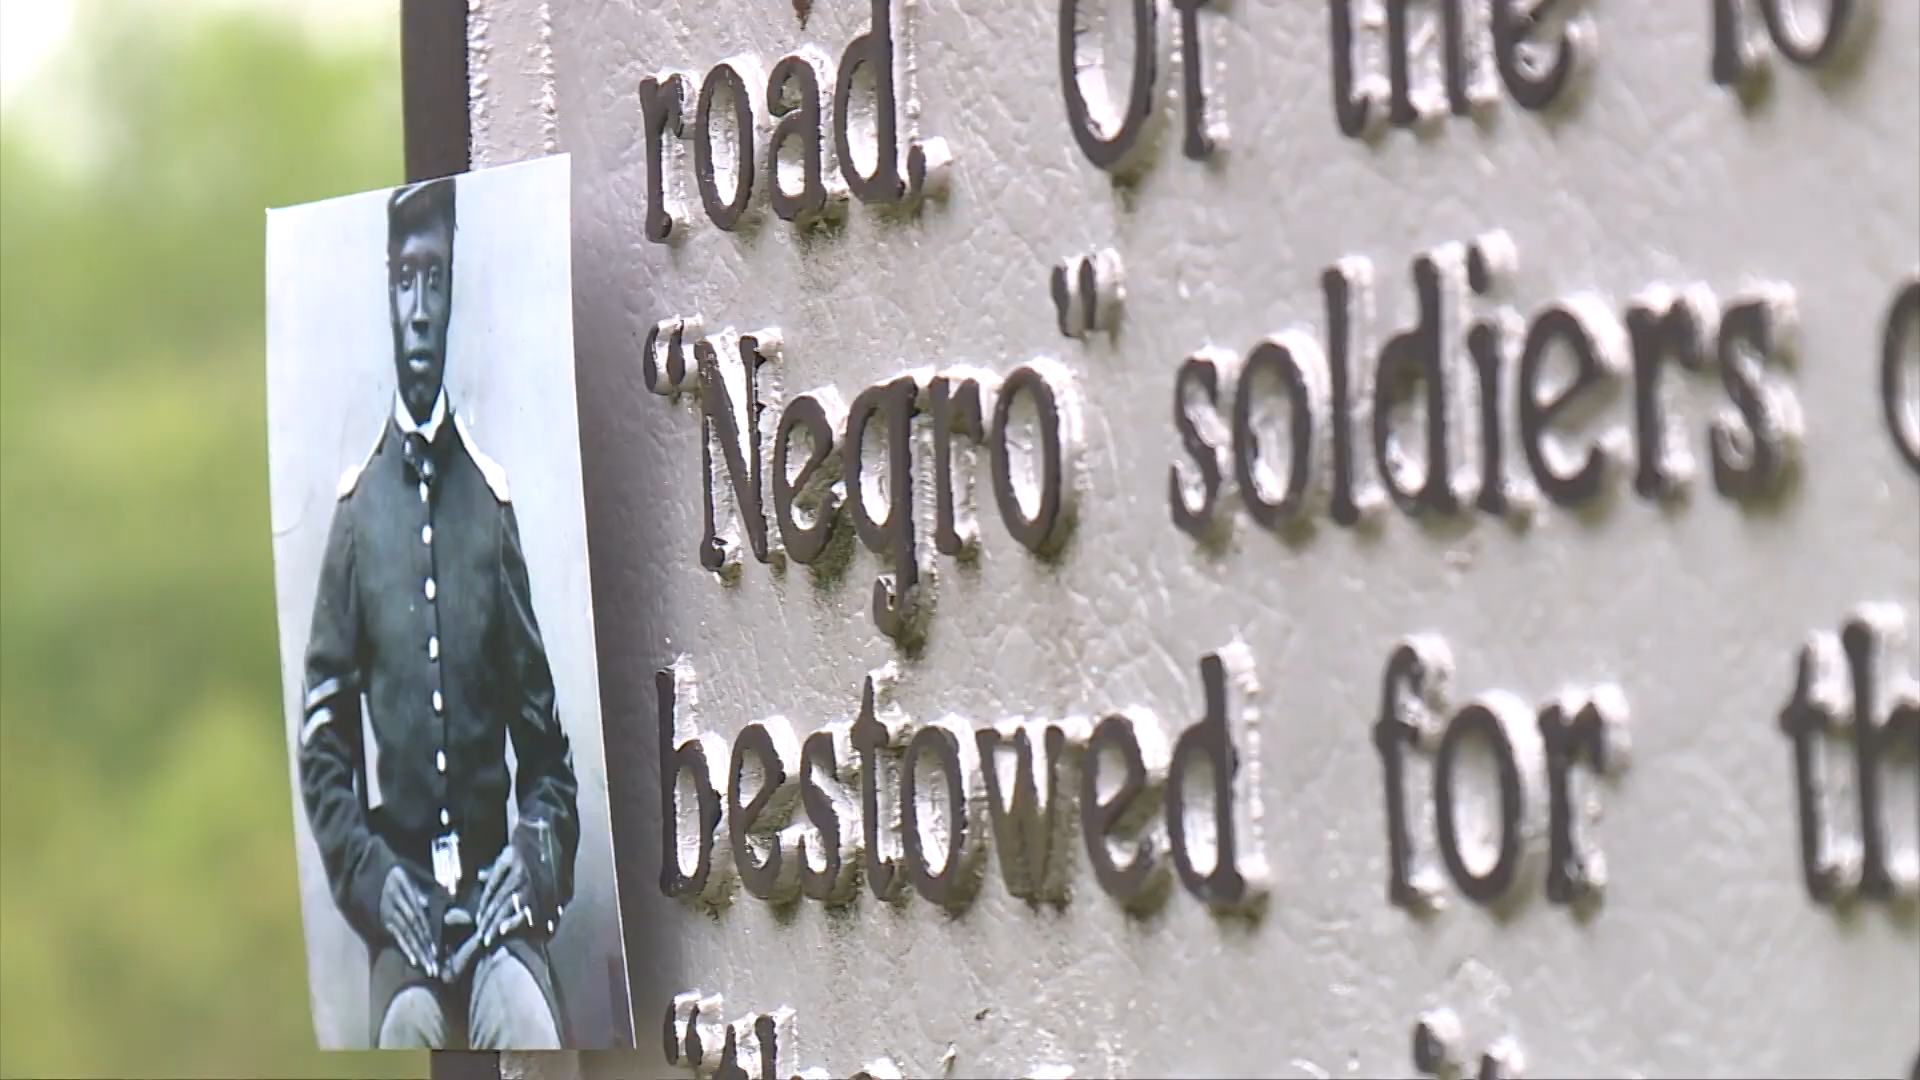 road. Of the
"Negro" soldiers
bestowed for